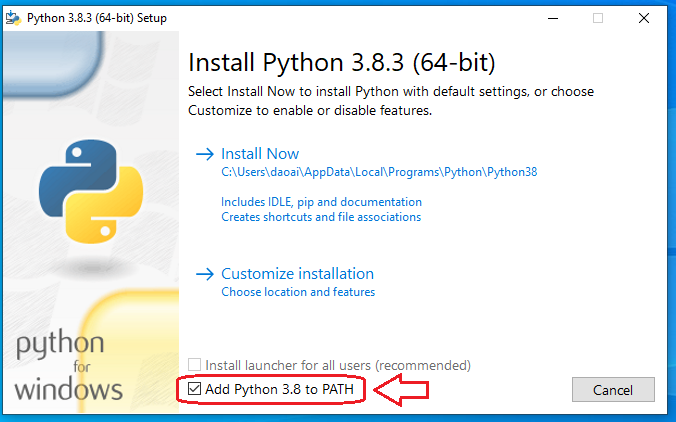 Python 3.8.3 (64-bit) Setup
Install Python 3.8.3 (64-bit)
Select Install Now to install Python with default settings, or choose
Customize to enable or disable features.
Install Now
C:\Users\daoai\AppData\Local\Programs\Python\Python38
Includes IDLE, pip and documentation
Creates shortcuts and file associations
Customize installation
Choose location and features
python
for
windows
Install launcher for all users (recommended)
Add Python 3.8 to PATH
Cancel